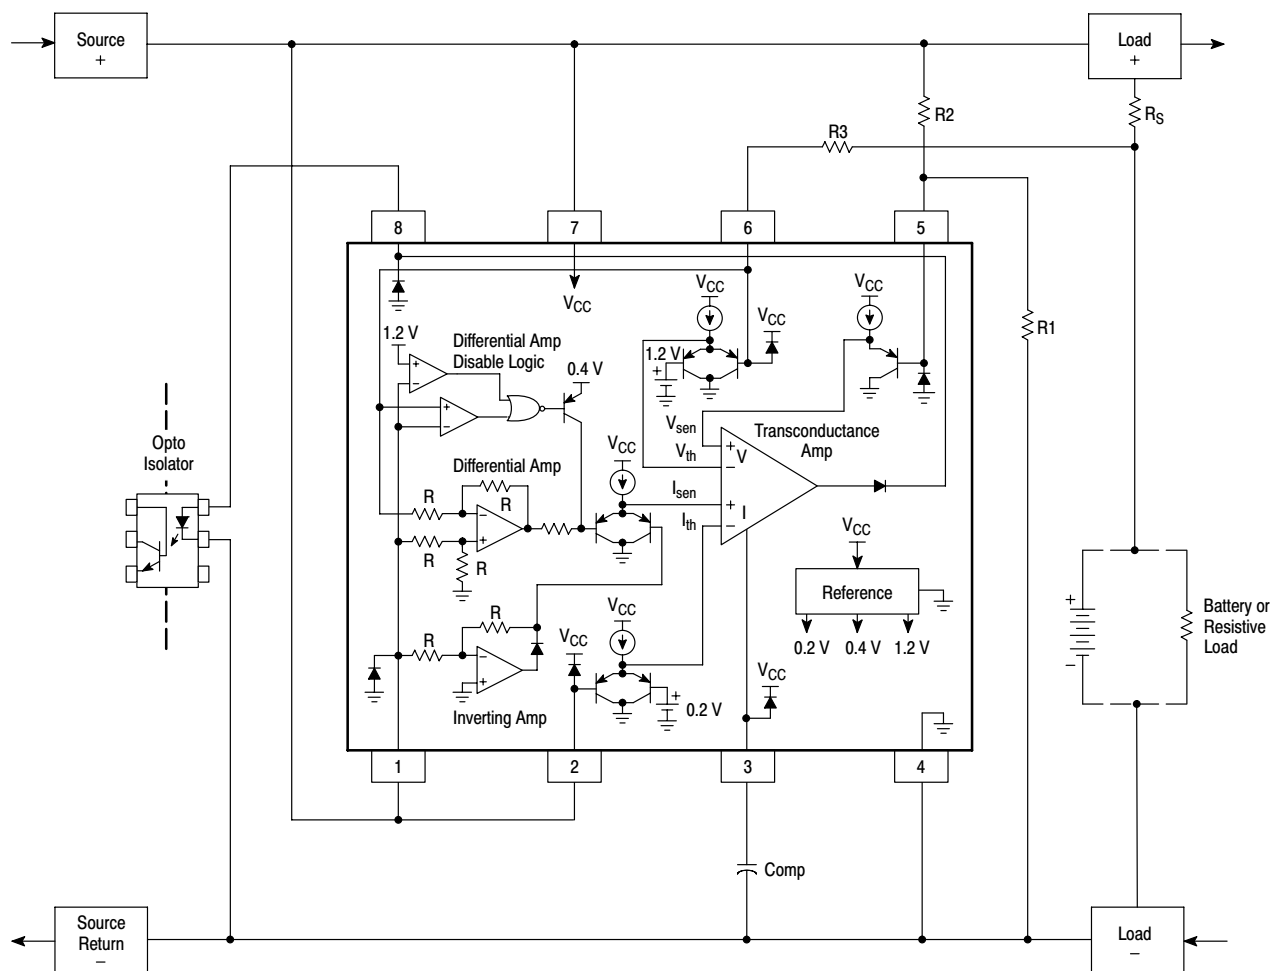 Source
+
Load
+
R2
RS
R3
8
7
6
5
VCC
VCC
VCC
VCC
1.2 V
Differential Amp
Disable Logic
0.4 V
1.2 V
+
R1
+
−
+
−
Opto
Isolator
Vsen
Transconductance
Amp
VCC
Vth
+
V
−
Differential Amp
Isen
R
R
−
+
I
Ith
−
+
R
R
VCC
Reference
+
Battery or
Resistive
Load
−
VCC
R
VCC
0.2 V
0.4 V
1.2 V
R
−
+
VCC
+
0.2 V
Inverting Amp
1
2
3
4
Comp
Source
Return
−
Load
−